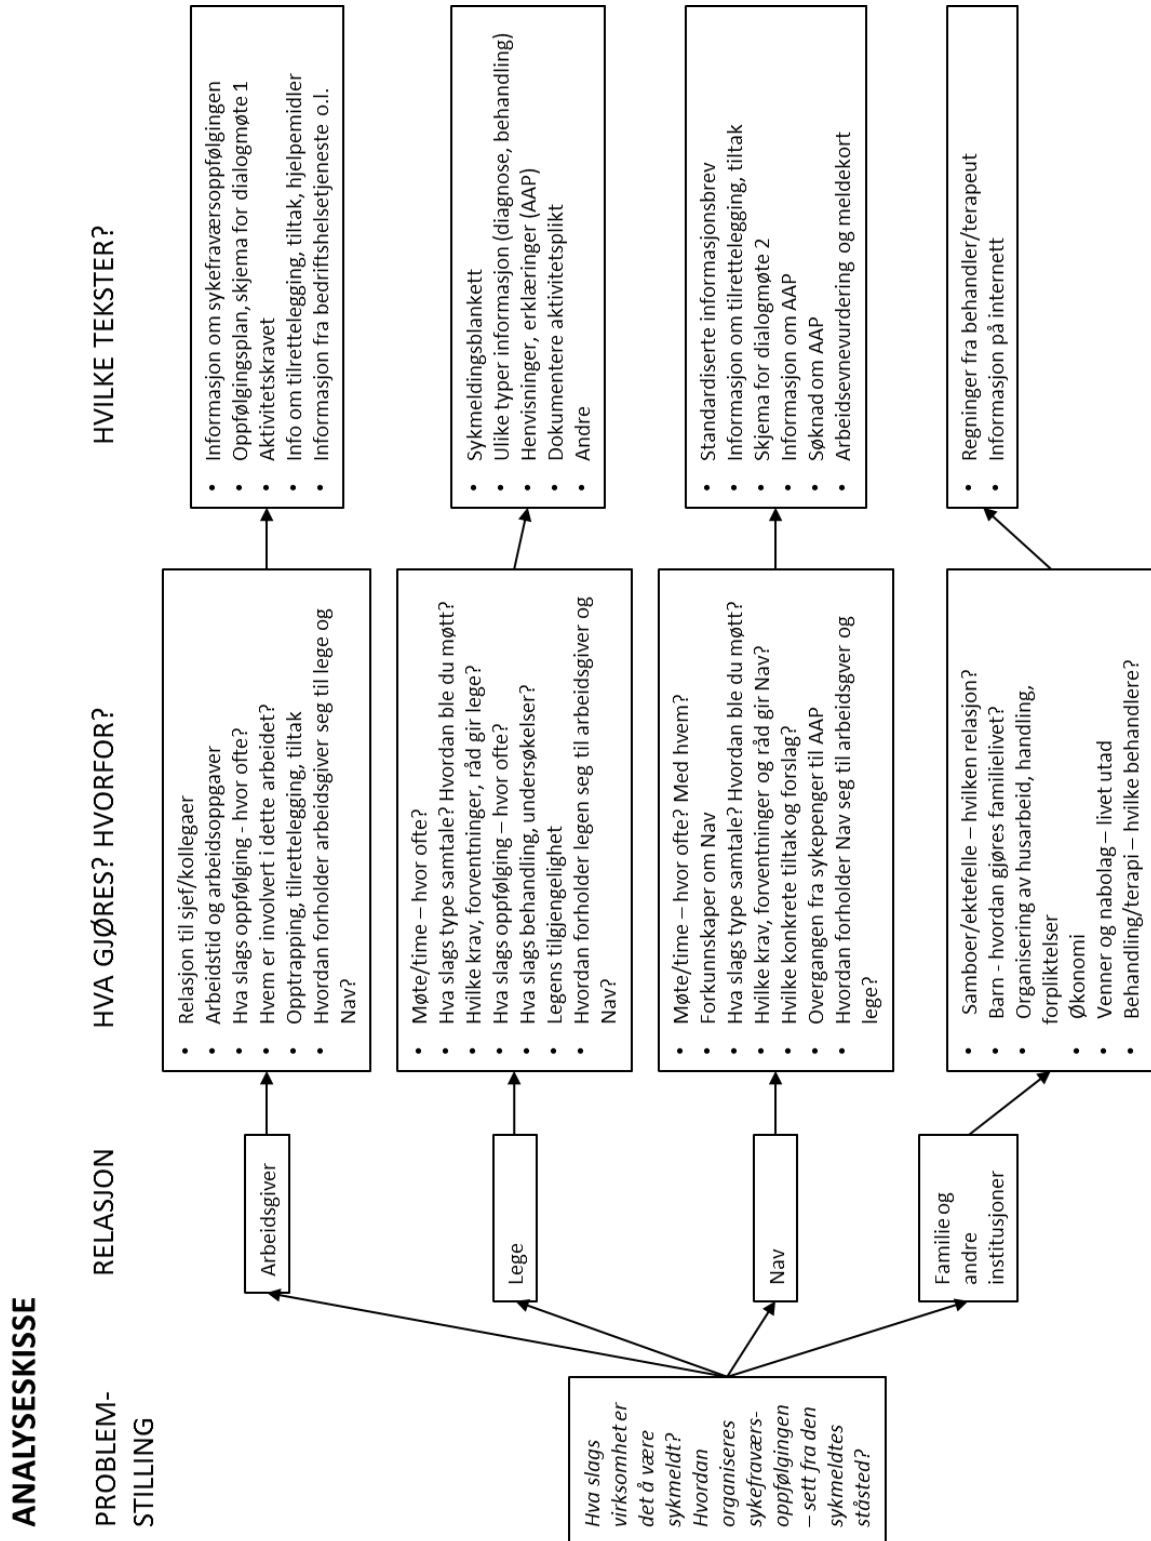 ANALYSESKISSE
PROBLEM-
STILLING
RELASJON
HVA GJØRES? HVORFOR?
HVILKE TEKSTER?
Hva slags
virksomhet er
det å være
sykmeldt?
Hvordan
organiseres
sykefraværs-
oppfølgingen
– sett fra den
sykmeldtes
ståsted?
Arbeidsgiver
• Relasjon til sjef/kollegaer
• Arbeidstid og arbeidsoppgaver
• Hva slags oppfølging - hvor ofte?
• Hvem er involvert i dette arbeidet?
• Opptrapping, tilrettelegging, tiltak
• Hvordan forholder arbeidsgiver seg til lege og
Nav?
• Informasjon om sykefraværsoppfølgingen
• Oppfølgingsplan, skjema for dialogmøte 1
• Aktivitetskravet
• Info om tilrettelegging, tiltak, hjelpemidler
• Informasjon fra bedriftshelsetjeneste o.l.
Lege
• Møte/time – hvor ofte?
• Hva slags type samtale? Hvordan ble du møtt?
• Hvilke krav, forventninger, råd gir lege?
• Hva slags oppfølging – hvor ofte?
• Hva slags behandling, undersøkelser?
• Legens tilgjengelighet
• Hvordan forholder legen seg til arbeidsgiver og
Nav?
• Sykmeldingsblankett
• Ulike typer informasjon (diagnose, behandling)
• Henvisninger, erklæringer (AAP)
• Dokumentere aktivitetsplikt
• Andre
Nav
• Møte/time – hvor ofte? Med hvem?
• Forkunnskaper om Nav
• Hva slags type samtale? Hvordan ble du møtt?
• Hvilke krav, forventninger og råd gir Nav?
• Hvilke konkrete tiltak og forslag?
• Overgangen fra sykepenger til AAP
• Hvordan forholder Nav seg til arbeidsgver og
lege?
• Standardiserte informasjonsbrev
• Informasjon om tilrettelegging, tiltak
• Skjema for dialogmøte 2
• Informasjon om AAP
• Søknad om AAP
• Arbeidsevnevurdering og meldekort
Familie og
andre
institusjoner
• Samboer/ektefelle – hvilken relasjon?
• Barn - hvordan gjøres familielivet?
• Organisering av husarbeid, handling,
forpliktelser
• Økonomi
• Venner og nabolag – livet utad
• Behandling/terapi – hvilke behandlere?
• Regninger fra behandler/terapeut
• Informasjon på internett